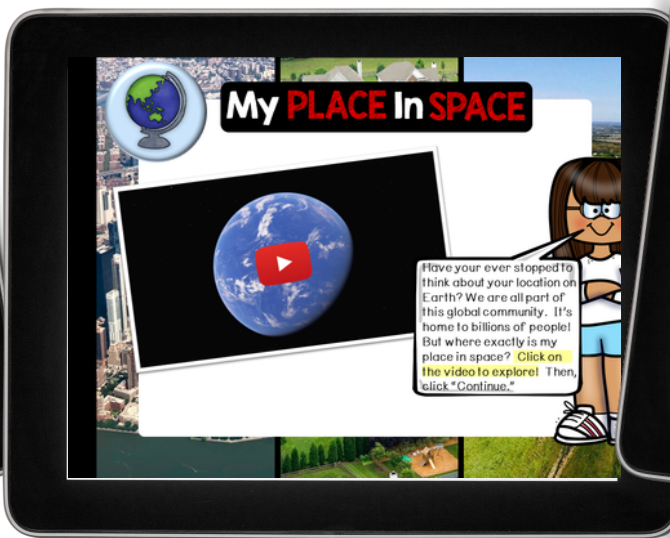 My PLACE In SPACE
Have your ever stopped to
think about your location on
Earth? We are all part of
this global community. It's
home to billions of people!
But where exactly is my
place in space? Click on
the video to explore! Then,
click "Continue."